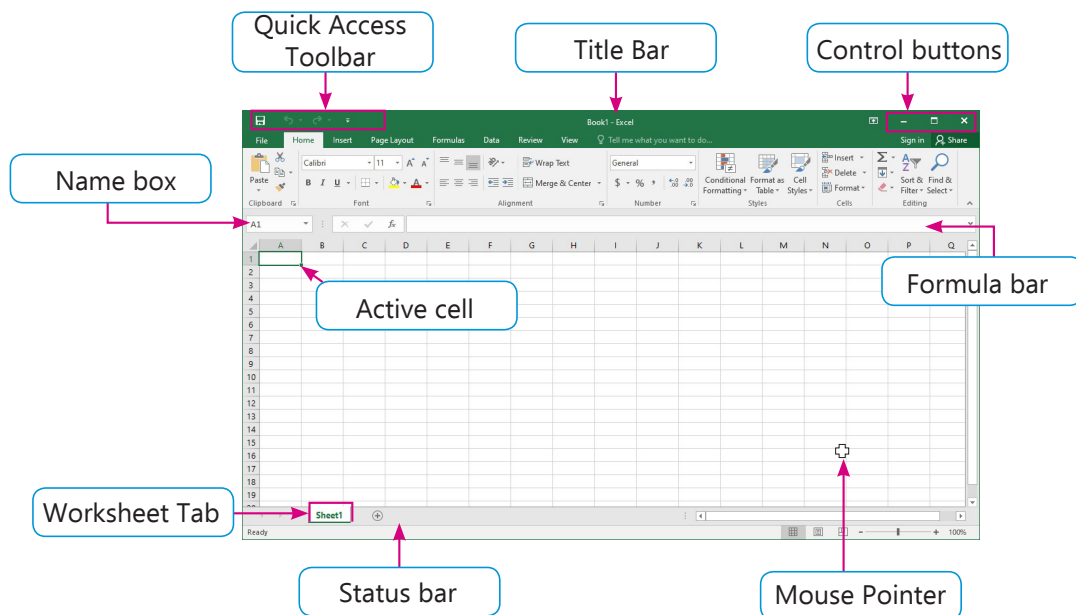 Quick Access
Toolbar
Title Bar
Control buttons
Book1 - Excel
File Home Insert Page Layout Formulas Data Review View Tell me what you want to do... Sign in Share
Name box
Paste
Calibri 11 A A
Wrap Text
General
Conditional
Formatting
Format as
Table
Cell
Styles
Insert
Delete
Format
Sort &
Filter
Find &
Select
B I U A
Merge & Center
$ % ,
Clipboard Font Alignment Number Styles Cells Editing
A1 fx
A B C D E F G H I J K L M N O P Q
1
2
3
4
5
6
7
8
9
10
11
12
13
14
15
16
17
18
19
Active cell
Formula bar
Worksheet Tab
Sheet1
Ready
100%
Status bar
Mouse Pointer